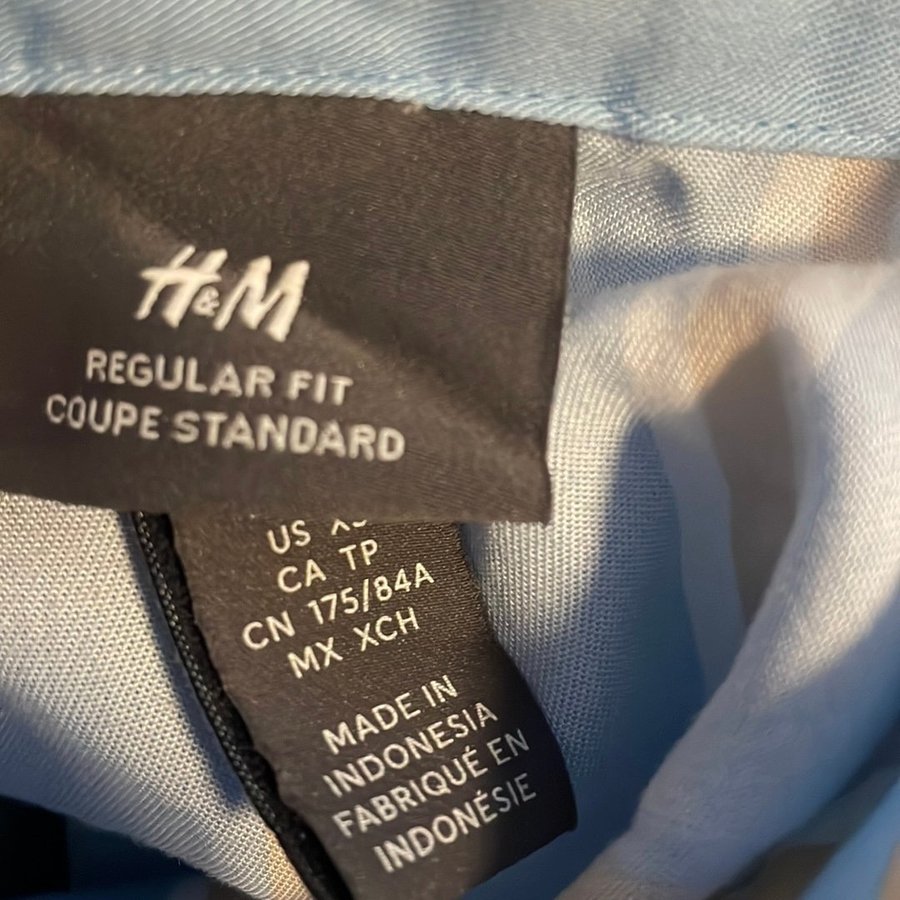 H&M
REGULAR FIT
COUPE STANDARD
US
CA TP
CN 175/84A
MX XCH
MADE IN
INDONESIA
FABRIQUÉ EN
INDONÉSIE